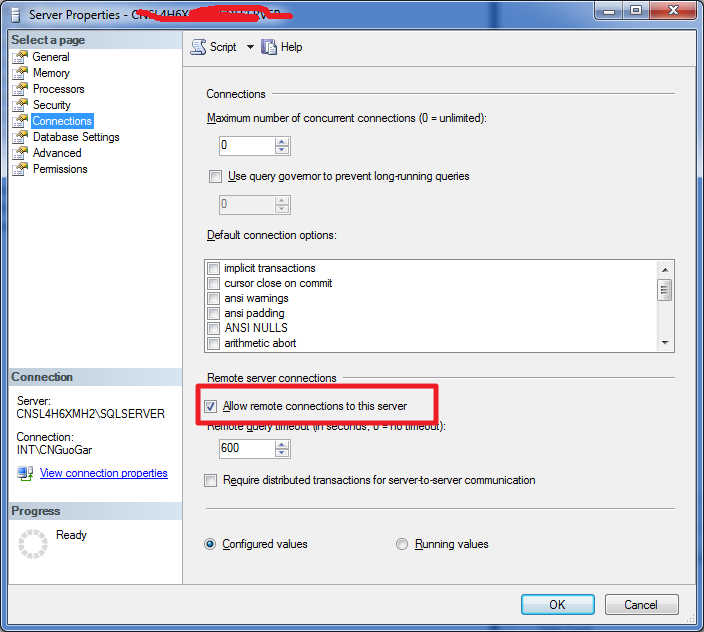 Server Properties -
Select a page
General
Memory
Processors
Security
Connections
Database Settings
Advanced
Permissions
Script
Help
Connections
Maximum number of concurrent connections (0 = unlimited):
0
Use query governor to prevent long-running queries
0
Default connection options:
implicit transactions
cursor close on commit
ansi warnings
ansi padding
ANSI NULLS
arithmetic abort
Remote server connections
Allow remote connections to this server
Remote query timeout (in seconds, 0 = no timeout):
600
Require distributed transactions for server-to-server communication
Configured values
Running values
Connection
Server:
CNSL4H6XMH2\SQLSERVER
Connection:
INT\CNGuoGar
View connection properties
Progress
Ready
OK
Cancel